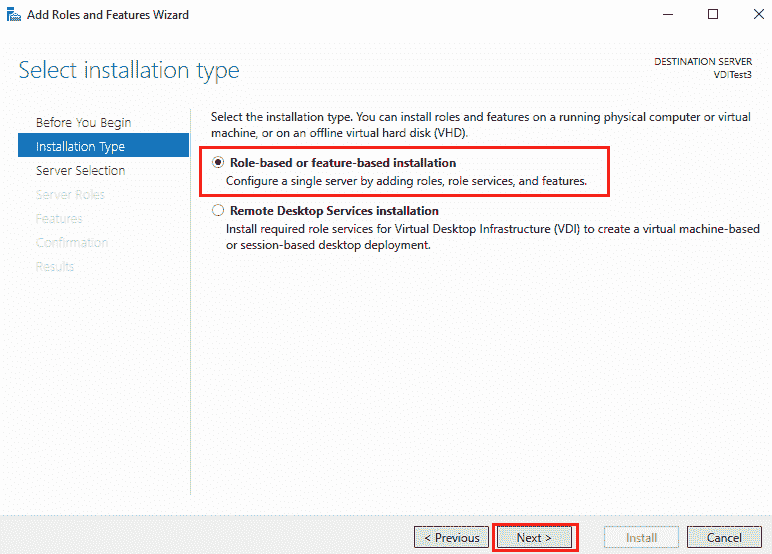 Add Roles and Features Wizard
Select installation type
DESTINATION SERVER
VDITest3
Before You Begin
Installation Type
Server Selection
Server Roles
Features
Confirmation
Results
Select the installation type. You can install roles and features on a running physical computer or virtual
machine, or on an offline virtual hard disk (VHD).
Role-based or feature-based installation
Configure a single server by adding roles, role services, and features.
Remote Desktop Services installation
Install required role services for Virtual Desktop Infrastructure (VDI) to create a virtual machine-based
or session-based desktop deployment.
< Previous
Next >
Install
Cancel